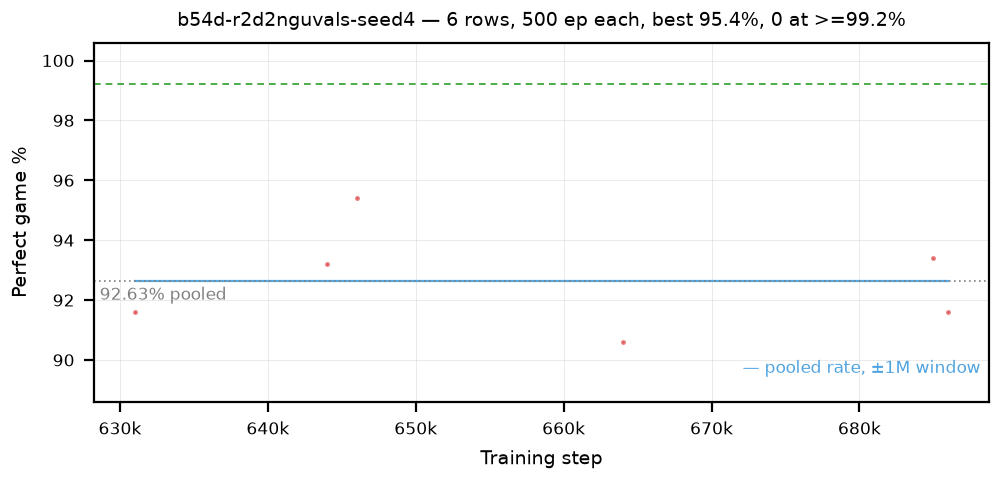 b54d-r2d2nguvals-seed4 — 6 rows, 500 ep each, best 95.4%, 0 at >=99.2%
Perfect game %
100
98
96
94
92
90
92.63% pooled
— pooled rate, ±1M window
630k
640k
650k
660k
670k
680k
Training step